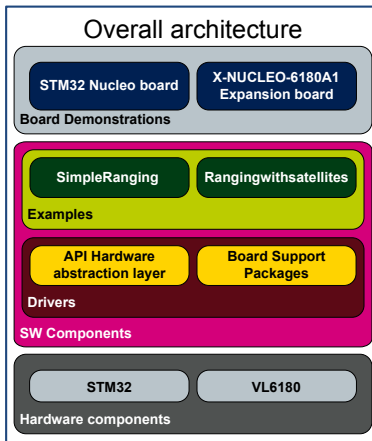 Overall architecture
STM32 Nucleo board
X-NUCLEO-6180A1
Expansion board
Board Demonstrations
SimpleRanging
Rangingwithsatellites
Examples
API Hardware
abstraction layer
Board Support
Packages
Drivers
SW Components
STM32
VL6180
Hardware components